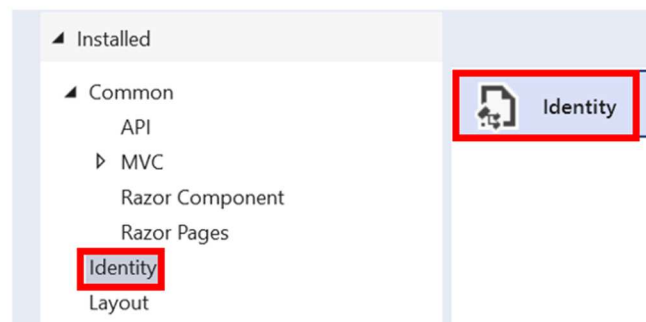 Installed
Common
API
MVC
Razor Component
Razor Pages
Identity
Layout
Identity